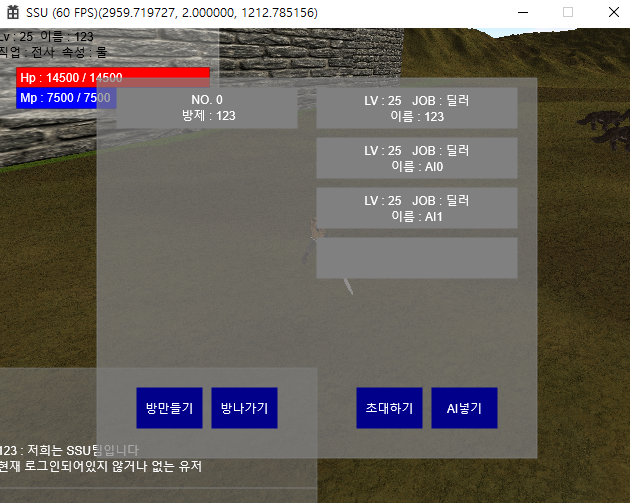 SSU (60 FPS)(2959.719727, 2.000000, 1212.785156)
Lv : 25 이름 : 123
직업 : 전사 속성 : 물
Hp : 14500 / 14500
Mp : 7500 / 7500
NO. 0
방제 : 123
LV : 25 JOB : 딜러
이름 : 123
LV : 25 JOB : 딜러
이름 : AI0
LV : 25 JOB : 딜러
이름 : AI1
방만들기
방나가기
초대하기
AI넣기
123 : 저희는 SSU팀입니다
현재 로그인되어있지 않거나 없는 유저